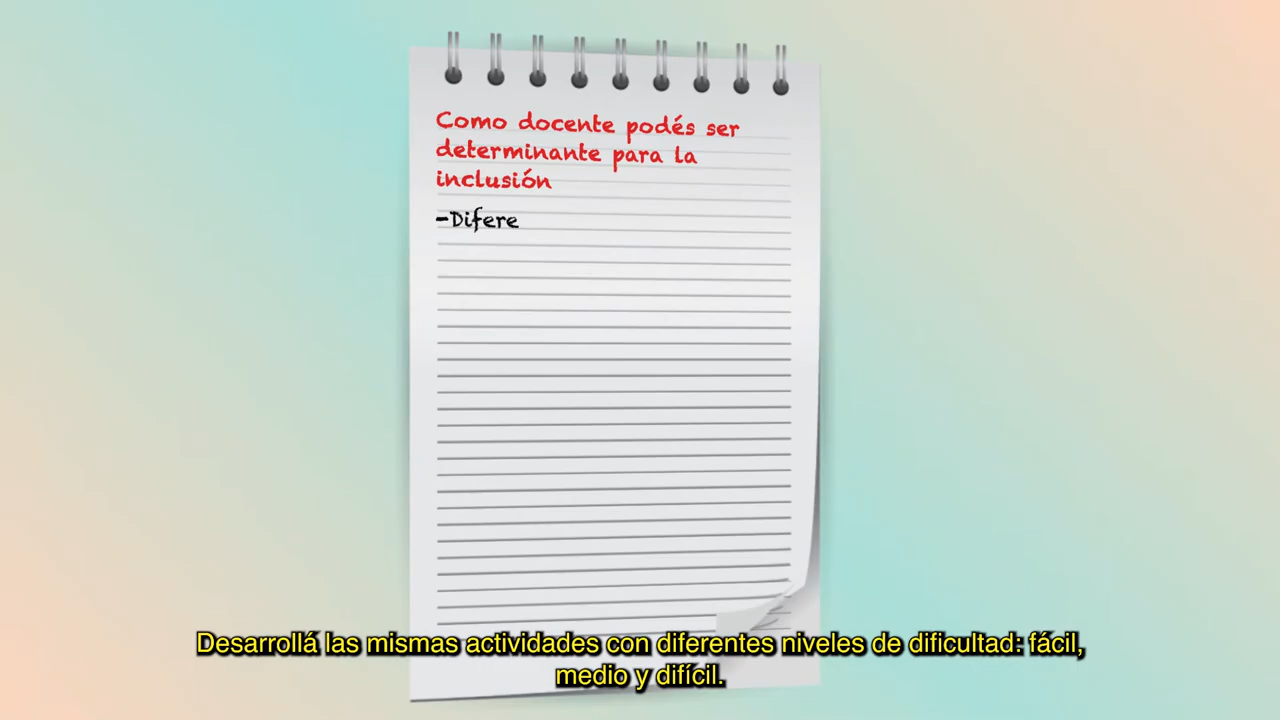 Como docente podés ser
determinante para la
inclusión
-Difere
Desarrollá las mismas actividades con diferentes niveles de dificultad: fácil,
medio y difícil.